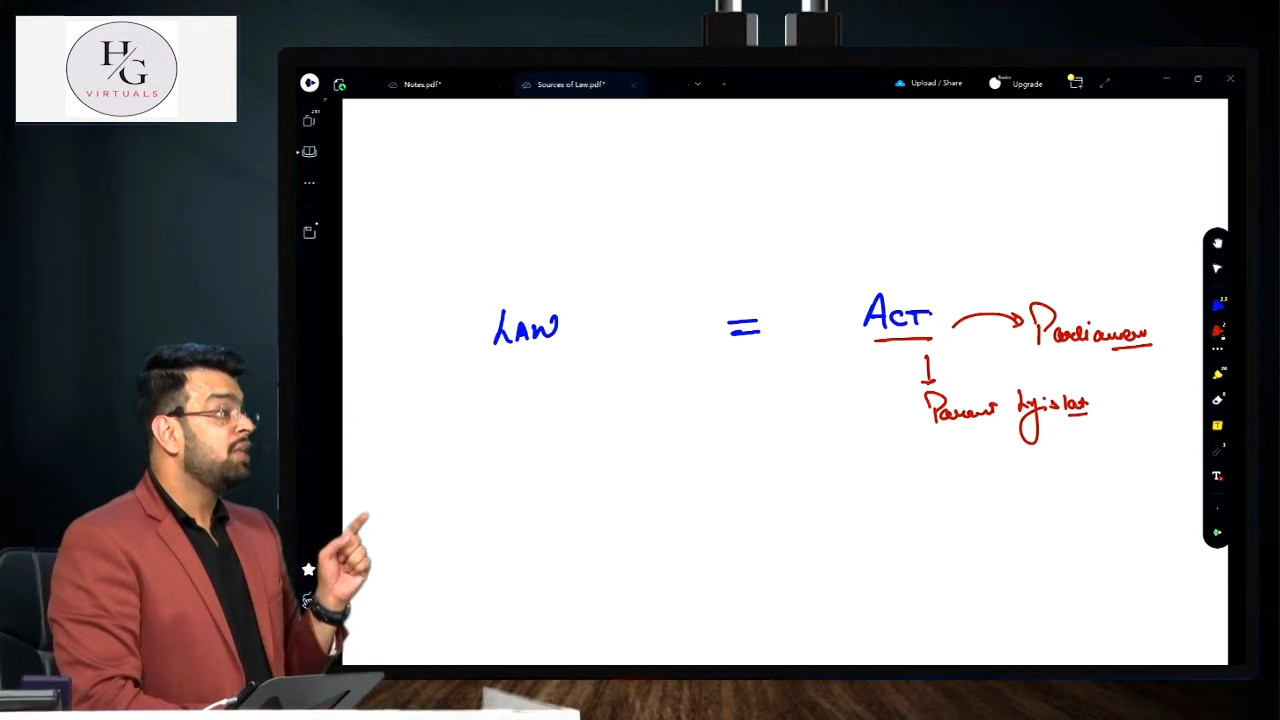 H/G
VIRTUALS
Notes.pdf*
Sources of Law.pdf*
Upload / Share
Upgrade
LAW = ACT
Parliament
Parent Legislat